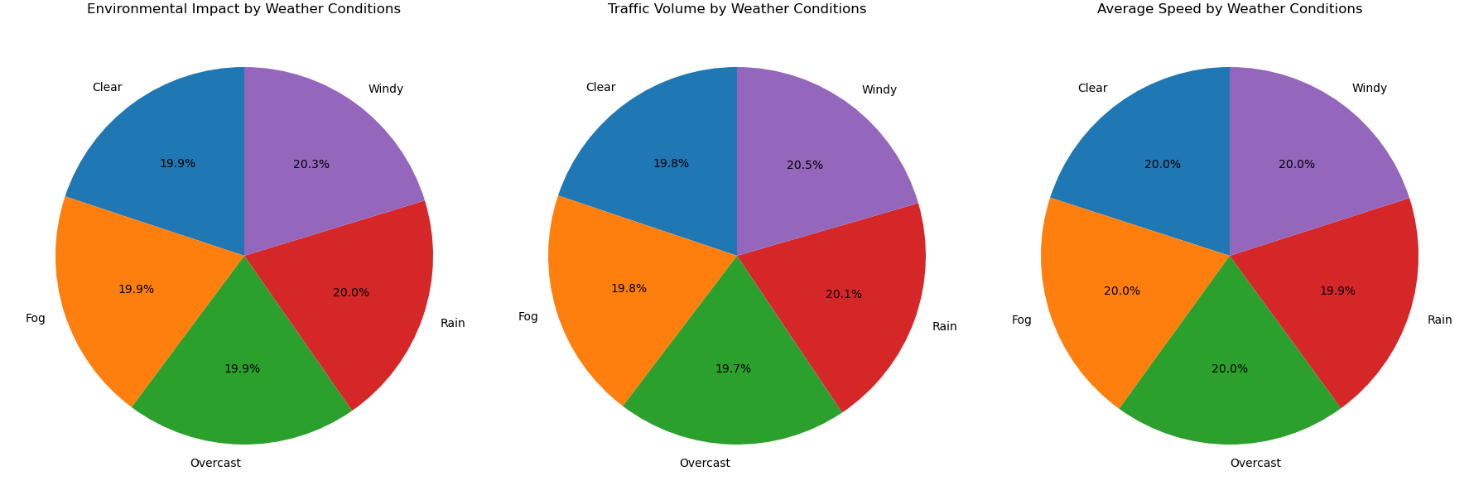 Environmental Impact by Weather Conditions
Clear
Windy
19.9%
20.3%
19.9%
20.0%
Fog
Rain
19.9%
Overcast
Traffic Volume by Weather Conditions
Clear
Windy
19.8%
20.5%
19.8%
20.1%
Fog
Rain
19.7%
Overcast
Average Speed by Weather Conditions
Clear
Windy
20.0%
20.0%
20.0%
19.9%
Fog
Rain
20.0%
Overcast